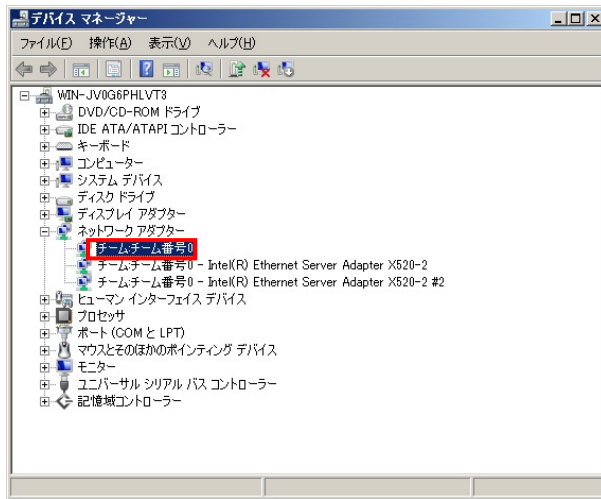 デバイス マネージャー
ファイル(F) 操作(A) 表示(V) ヘルプ(H)
WIN-JV0G6PHLVT3
DVD/CD-ROM ドライブ
IDE ATA/ATAPI コントローラー
キーボード
コンピューター
システム デバイス
ディスク ドライブ
ディスプレイ アダプター
ネットワーク アダプター
チーム:チーム番号0
チーム:チーム番号0 - Intel(R) Ethernet Server Adapter X520-2
チーム:チーム番号0 - Intel(R) Ethernet Server Adapter X520-2 #2
ヒューマン インターフェイス デバイス
プロセッサ
ポート (COM と LPT)
マウスとそのほかのポインティング デバイス
モニター
ユニバーサル シリアル バス コントローラー
記憶域コントローラー